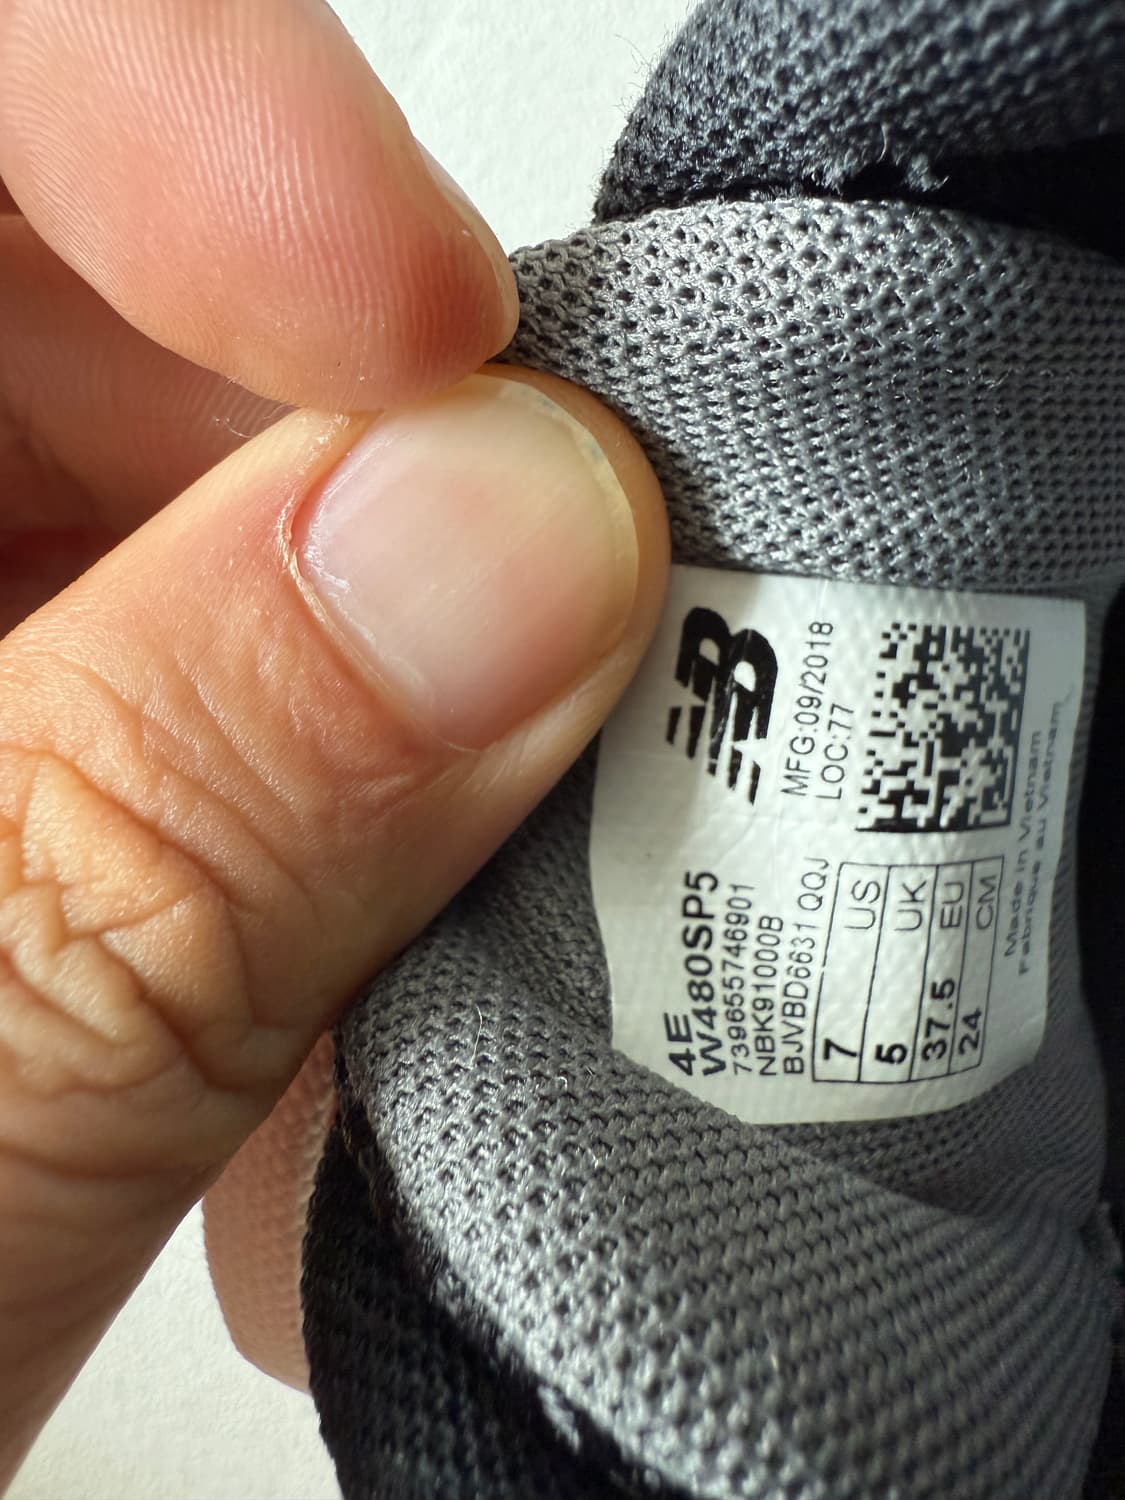 4E
W480SP5
739655746901
NBK91000B
BJVBD6631 QQJ
7 US
5 UK
37.5 EU
24 CM
NB
MFG:09/2018
LOC:77
Made in Vietnam
Fabriqué au Vietnam